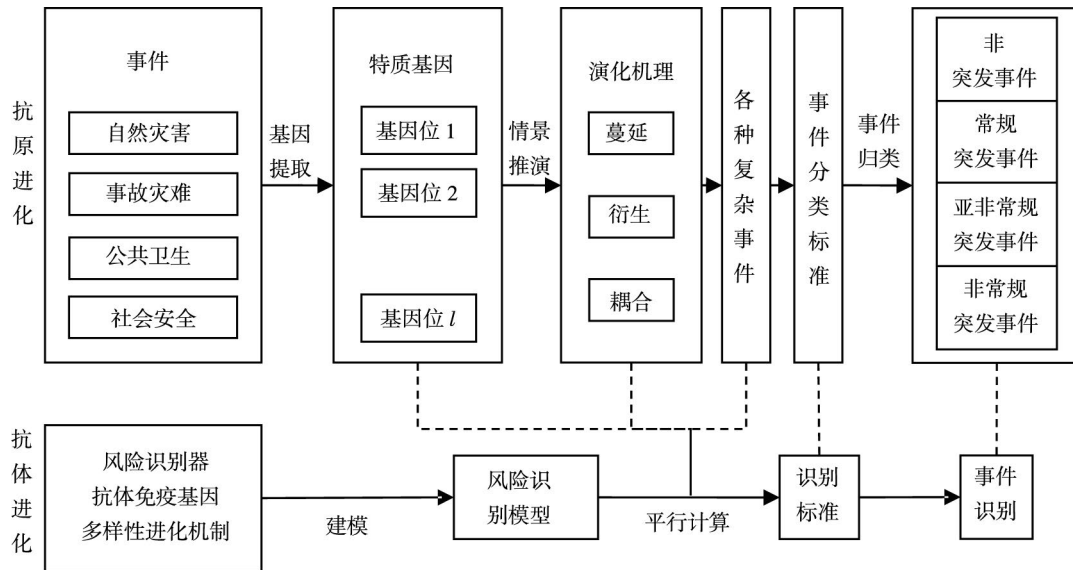 抗原进化
事件
自然灾害
事故灾难
公共卫生
社会安全
基因
提取
特质基因
基因位 1
基因位 2
基因位 l
情景
推演
演化机理
蔓延
衍生
耦合
各种复杂事件
事件分类标准
事件
归类
非
突发事件
常规
突发事件
亚非常规
突发事件
非常规
突发事件
抗体进化
风险识别器
抗体免疫基因
多样性进化机制
建模
风险识
别模型
平行计算
识别
标准
事件
识别